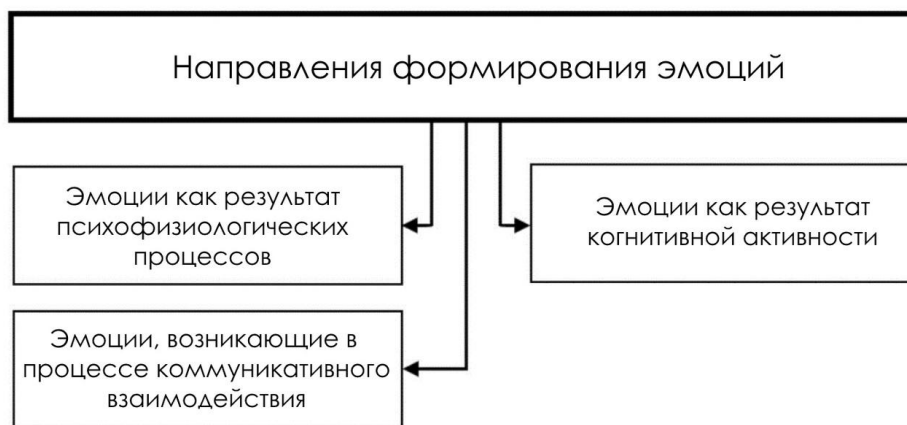 Направления формирования эмоций
Эмоции как результат
психофизиологических
процессов
Эмоции как результат
когнитивной активности
Эмоции, возникающие в
процессе коммуникативного
взаимодействия